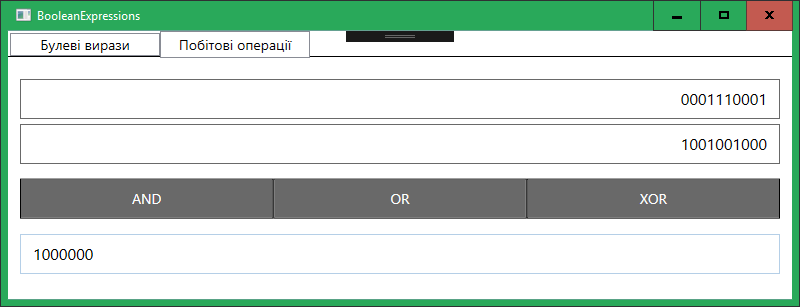 BooleanExpressions
Булеві вирази Побітові операції
0001110001
1001001000
AND OR XOR
1000000